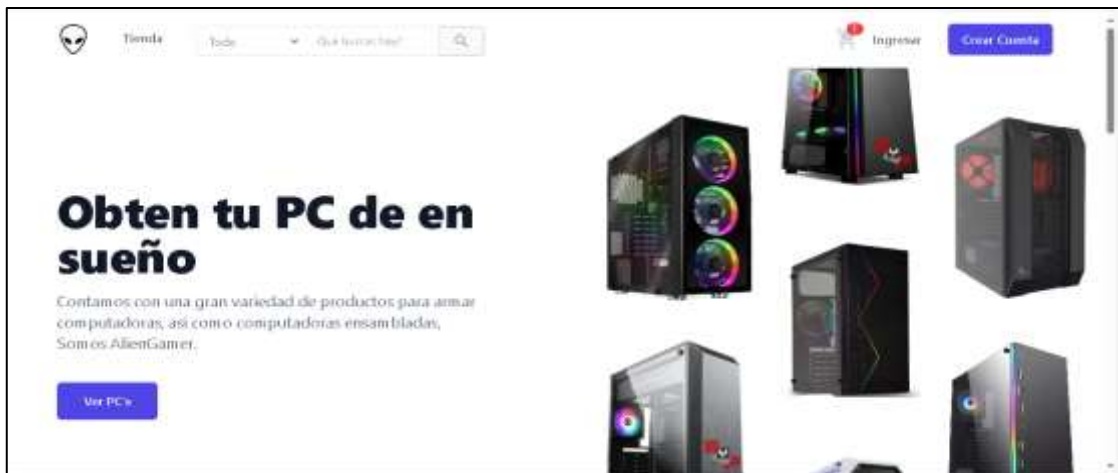 Tienda
Todo
Qué buscas hoy?
Ingresar
Crear Cuenta
Obten tu PC de en
sueño
Contamos con una gran variedad de productos para armar
computadoras, así como computadoras ensambladas,
Somos AlienGamer.
Ver PC's